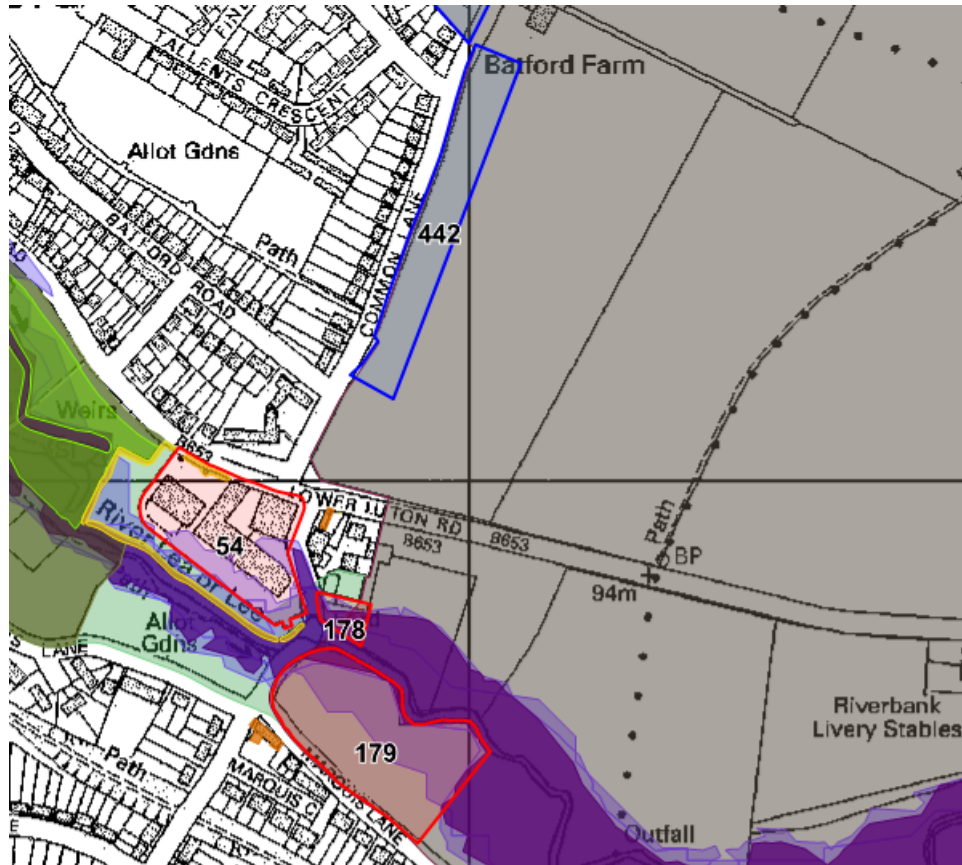 TALLENTS CRESCENT
Batford Farm
Allot Gdns
442
COMMON LANE
Path
BATFORD
ROAD
Weirs
B653
LOWER LUTON RD
B653
B653
River Lea or Lee
54
Path
BP
94m
178
Allot
Gdns
LANE
Riverbank
Livery Stables
179
MARQUIS LANE
MARQUIS C
Path
Outfall